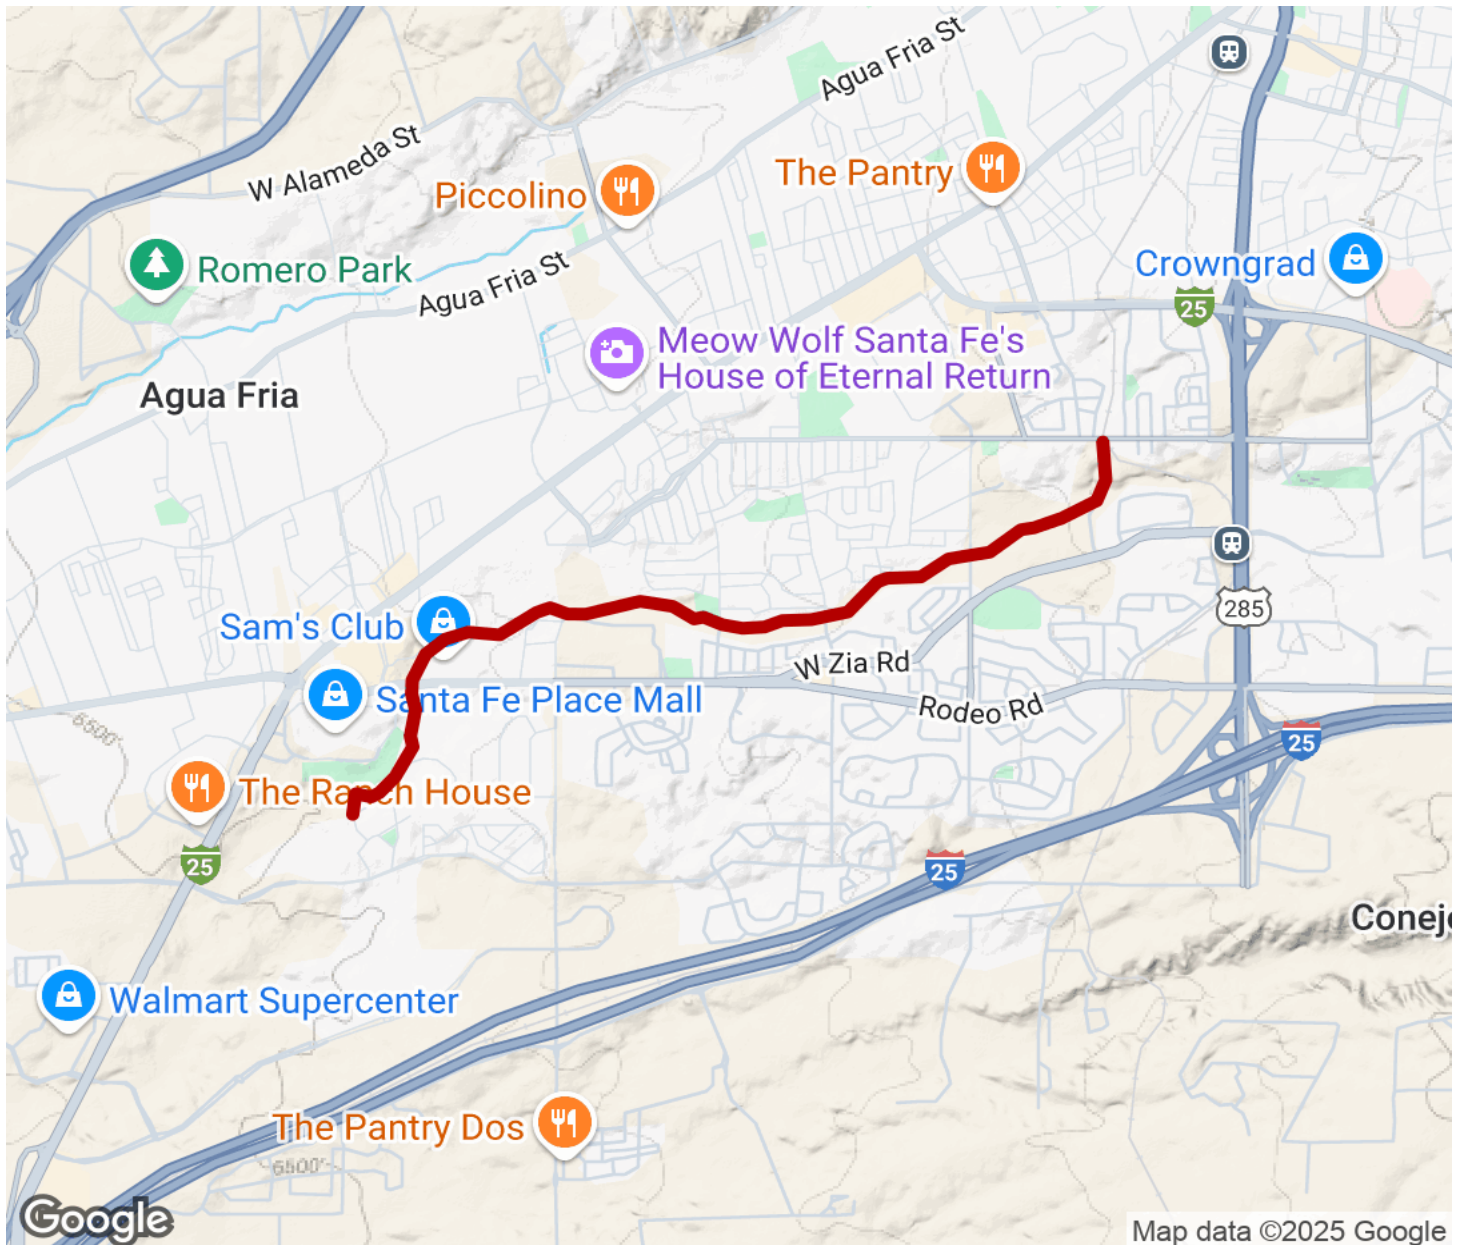 Agua Fria St
W Alameda St
The Pantry
Piccolino
Crowngrad
Romero Park
Agua Fria St
25
Meow Wolf Santa Fe's
House of Eternal Return
Agua Fria
285
Sam's Club
W Zia Rd
Santa Fe Place Mall
Rodeo Rd
6500'
25
The Ranch House
25
25
Conejo
Walmart Supercenter
The Pantry Dos
6500'
Google
Map data ©2025 Google